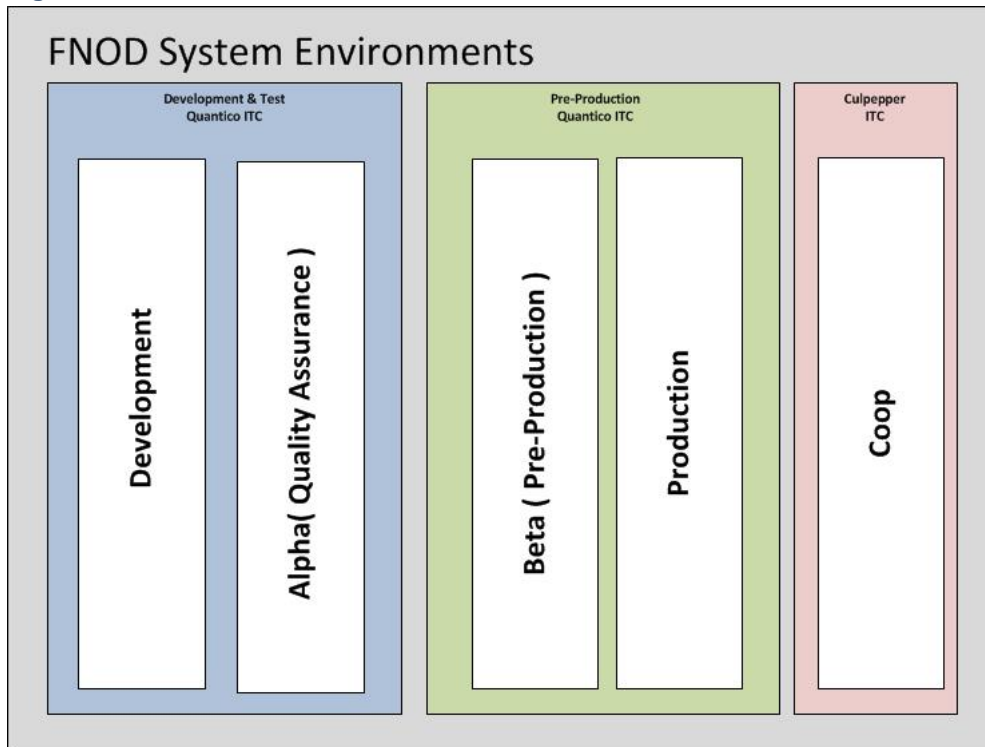 FNOD System Environments
Development & Test
Quantico ITC
Pre-Production
Quantico ITC
Culpepper
ITC
Development
Alpha( Quality Assurance )
Beta ( Pre-Production )
Production
Coop